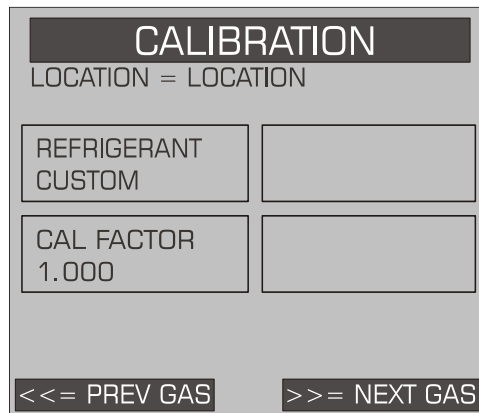 CALIBRATION
LOCATION = LOCATION
REFRIGERANT
CUSTOM
CAL FACTOR
1.000
<<= PREV GAS
>>= NEXT GAS